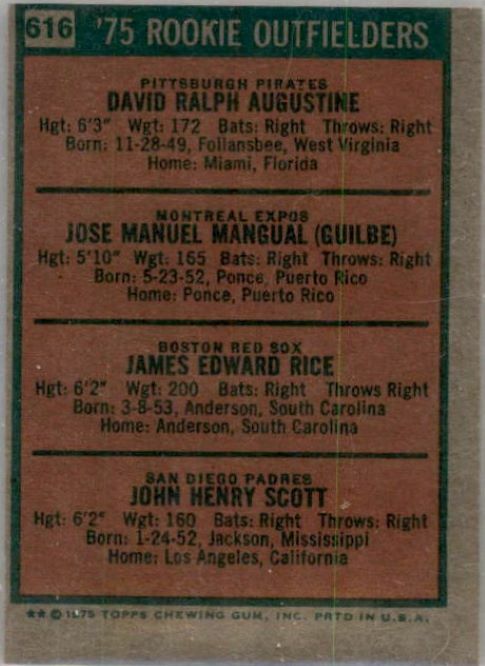 616 '75 ROOKIE OUTFIELDERS
PITTSBURGH PIRATES
DAVID RALPH AUGUSTINE
Hgt: 6'3" Wgt: 172 Bats: Right Throws: Right
Born: 11-28-49, Follansbee, West Virginia
Home: Miami, Florida
MONTREAL EXPOS
JOSE MANUEL MANGUAL (GUILBE)
Hgt: 5'10" Wgt: 165 Bats: Right Throws: Right
Born: 5-23-52, Ponce, Puerto Rico
Home: Ponce, Puerto Rico
BOSTON RED SOX
JAMES EDWARD RICE
Hgt: 6'2" Wgt: 200 Bats: Right Throws Right
Born: 3-8-53, Anderson, South Carolina
Home: Anderson, South Carolina
SAN DIEGO PADRES
JOHN HENRY SCOTT
Hgt: 6'2" Wgt: 160 Bats: Right Throws: Right
Born: 1-24-52, Jackson, Mississippi
Home: Los Angeles, California
★★ © 1975 TOPPS CHEWING GUM, INC. PRTD IN U.S.A.